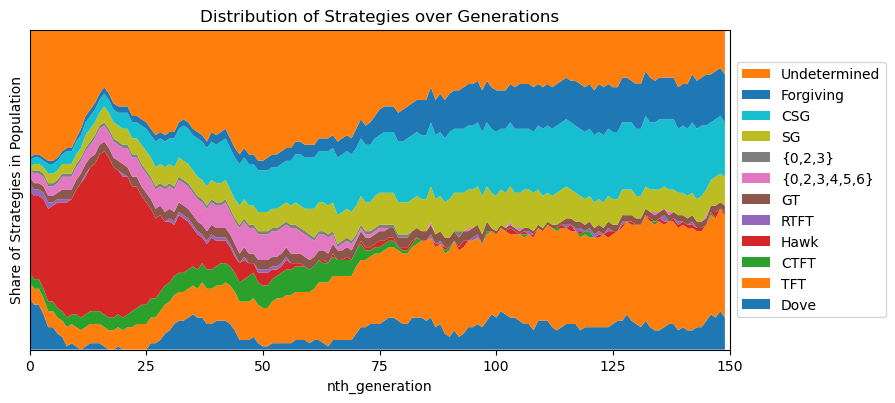 Distribution of Strategies over Generations
Share of Strategies in Population
0 25 50 75 100 125 150
nth_generation
Undetermined
Forgiving
CSG
SG
{0,2,3}
{0,2,3,4,5,6}
GT
RTFT
Hawk
CTFT
TFT
Dove